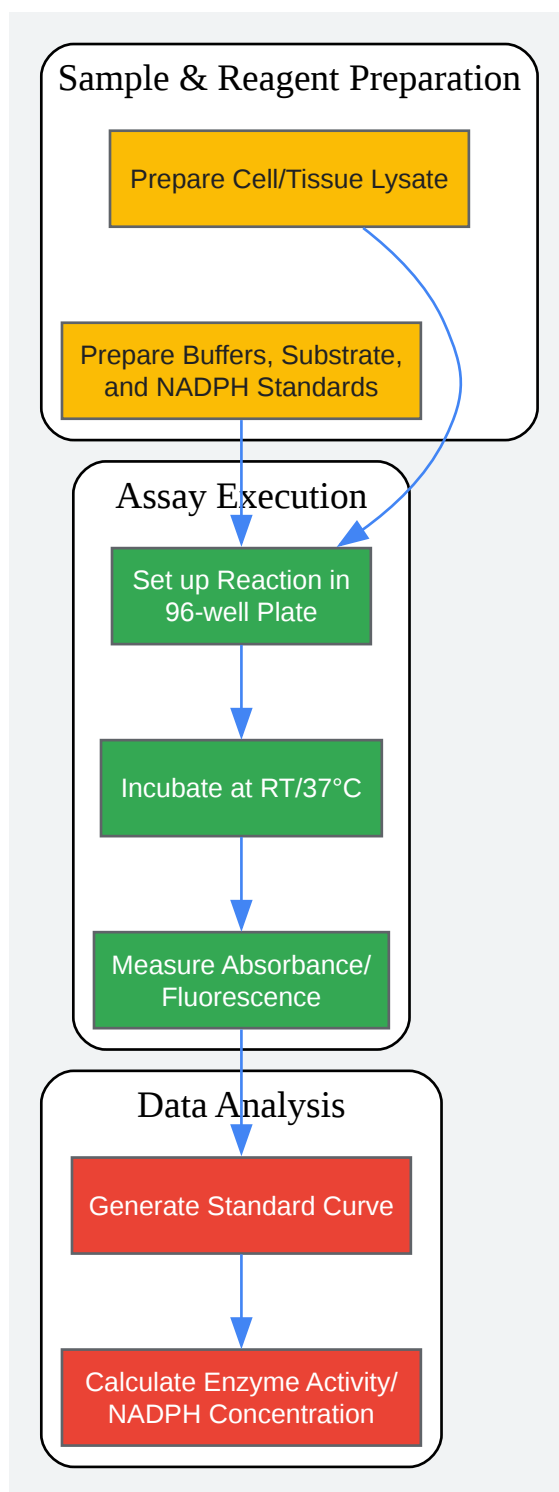 Sample & Reagent Preparation
Prepare Cell/Tissue Lysate
Prepare Buffers, Substrate,
and NADPH Standards
Assay Execution
Set up Reaction in
96-well Plate
Incubate at RT/37°C
Measure Absorbance/
Fluorescence
Data Analysis
Generate Standard Curve
Calculate Enzyme Activity/
NADPH Concentration